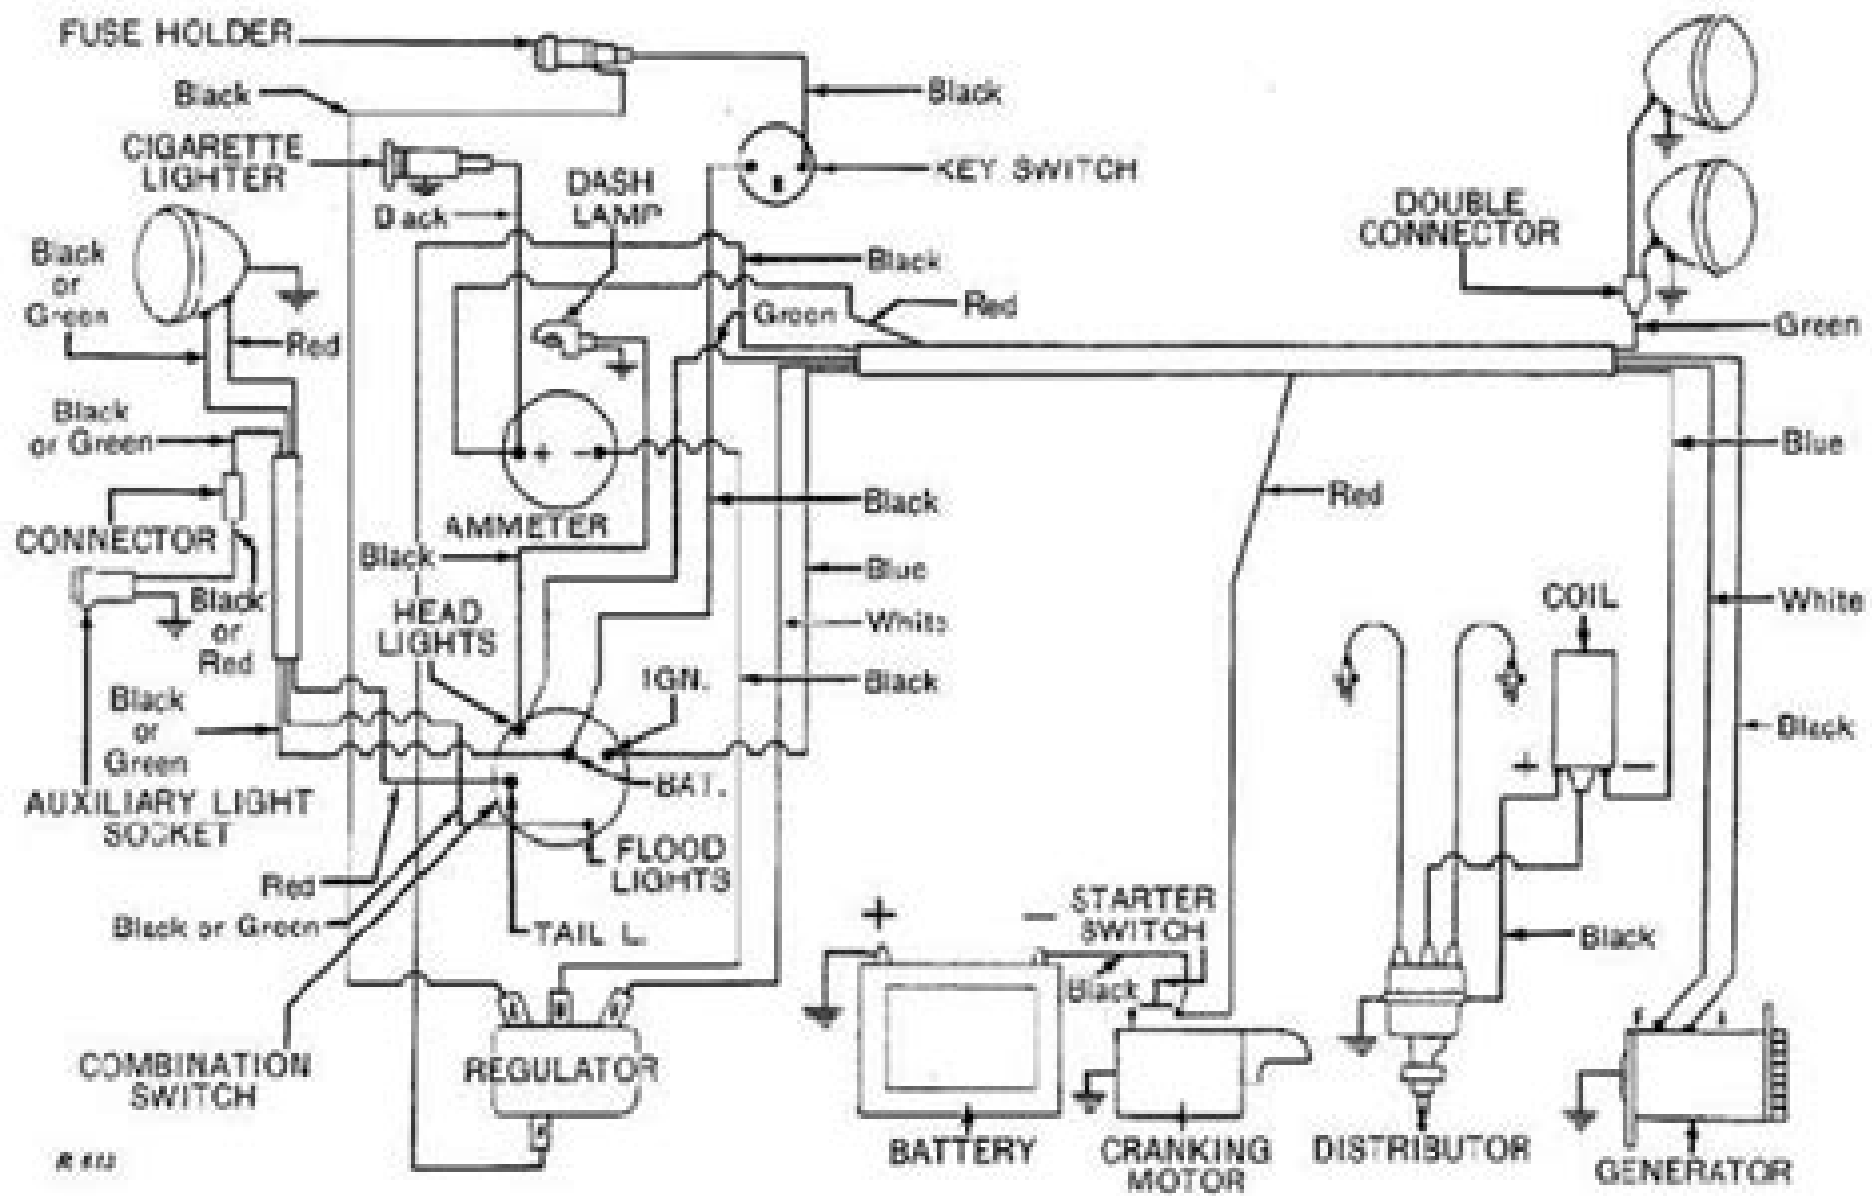 FUSE HOLDER
Black
Black
CIGARETTE
LIGHTER
KEY SWITCH
DASH
LAMP
DOUBLE
CONNECTOR
Black
or
Green
Black
Red
Green
Green
Red
Black
or Green
Blue
Black
Red
AMMETER
CONNECTOR
Black
Blue
COIL
Black
or
Red
HEAD
LIGHTS
White
White
IGN.
Black
Black
or
Green
Black
BAT.
AUXILIARY LIGHT
SOCKET
FLOOD
LIGHTS
Red
Black or Green
TAIL L.
+
−
STARTER
SWITCH
Black
Black
COMBINATION
SWITCH
REGULATOR
BATTERY
CRANKING
MOTOR
DISTRIBUTOR
GENERATOR